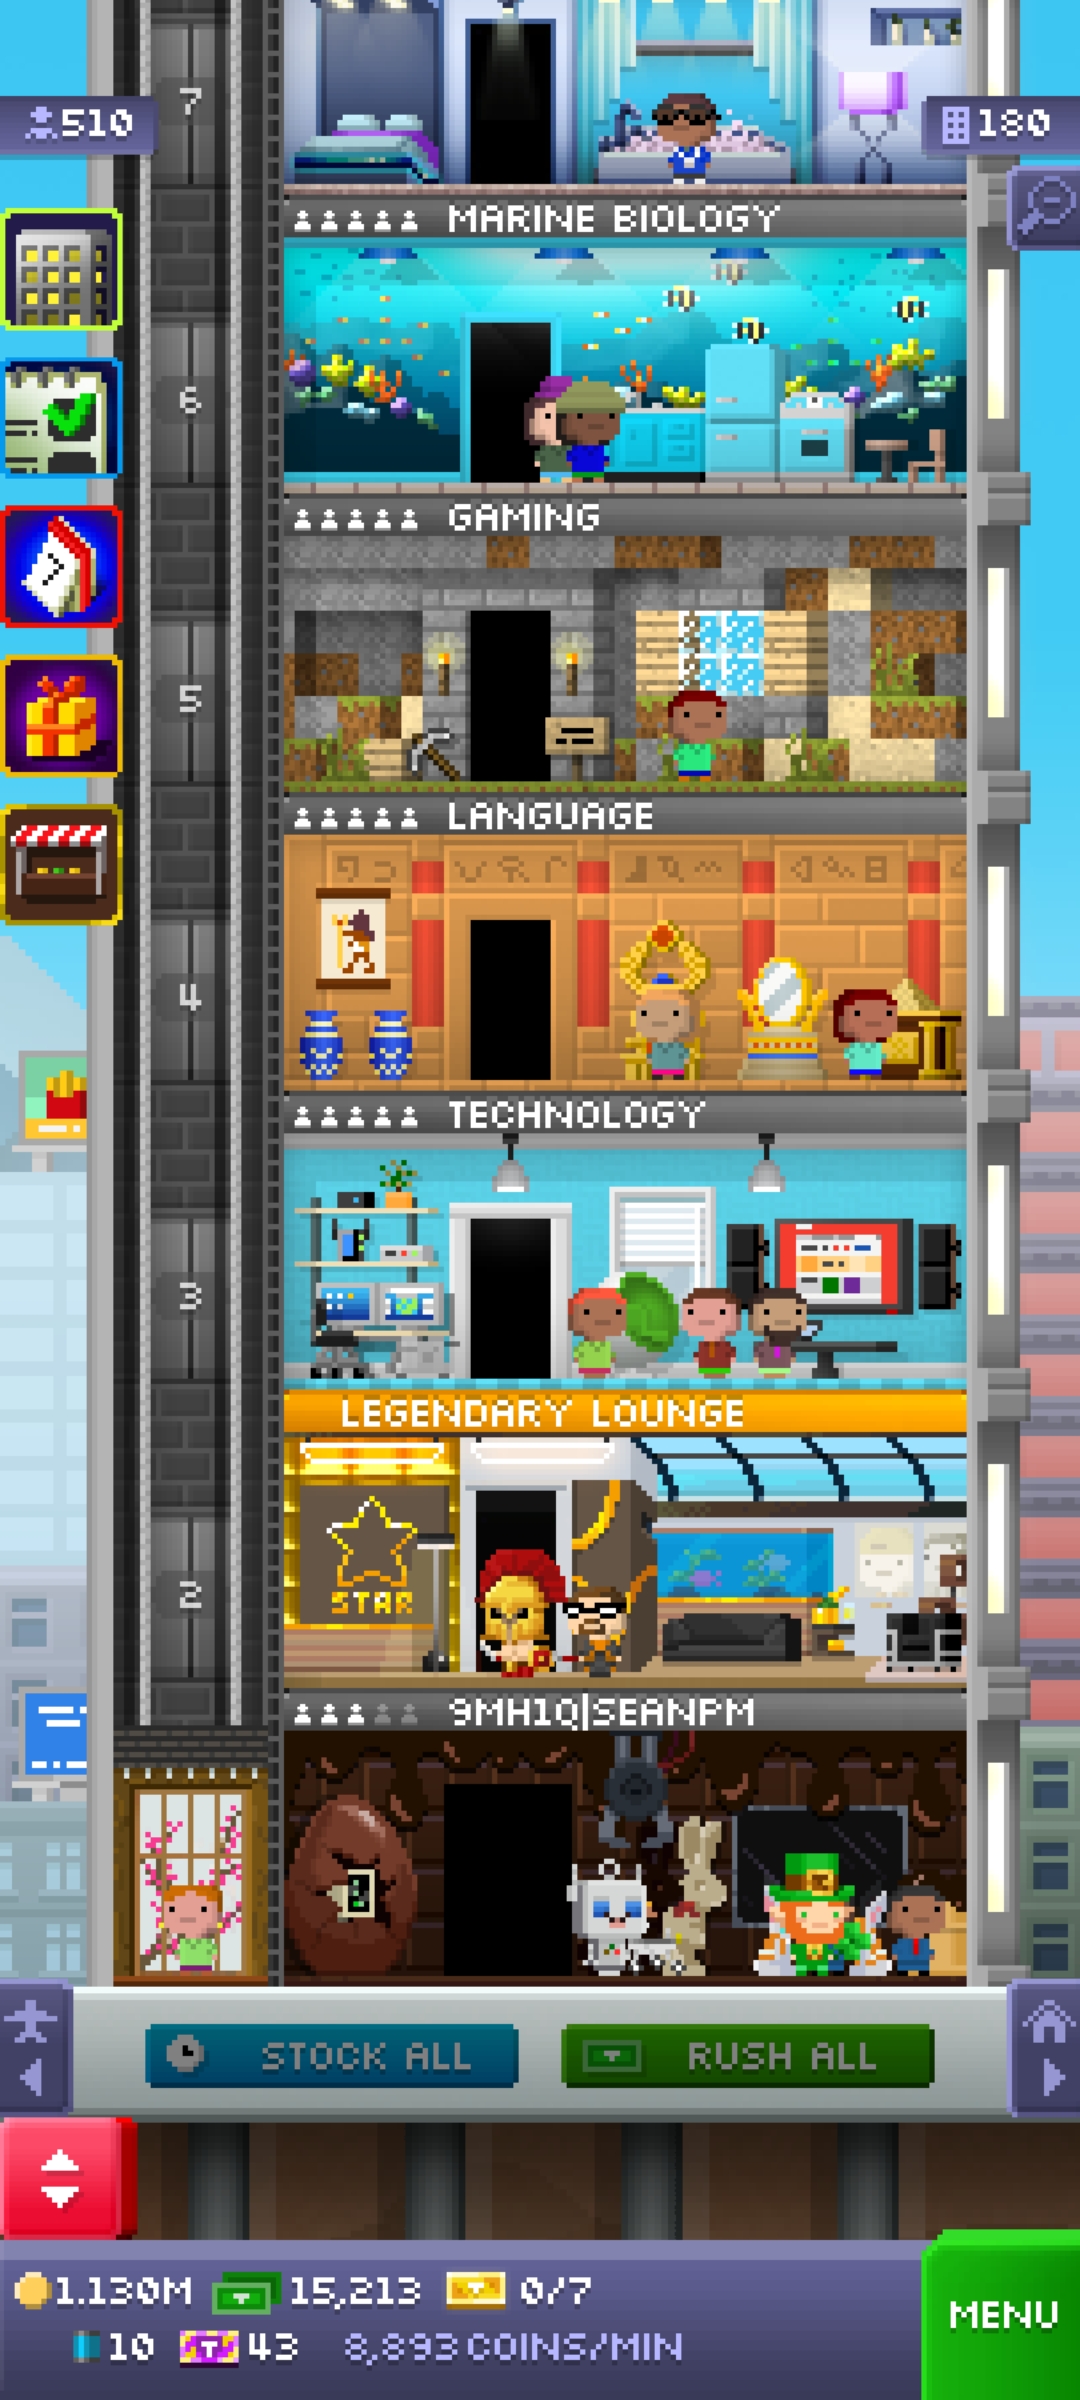 7
510
180
MARINE BIOLOGY
6
GAMING
5
LANGUAGE
4
TECHNOLOGY
3
LEGENDARY LOUNGE
STAR
2
9MH1Q|SEANPM
STOCK ALL
RUSH ALL
1.130M 15,213 0/7
10 43 8,893 COINS/MIN
MENU